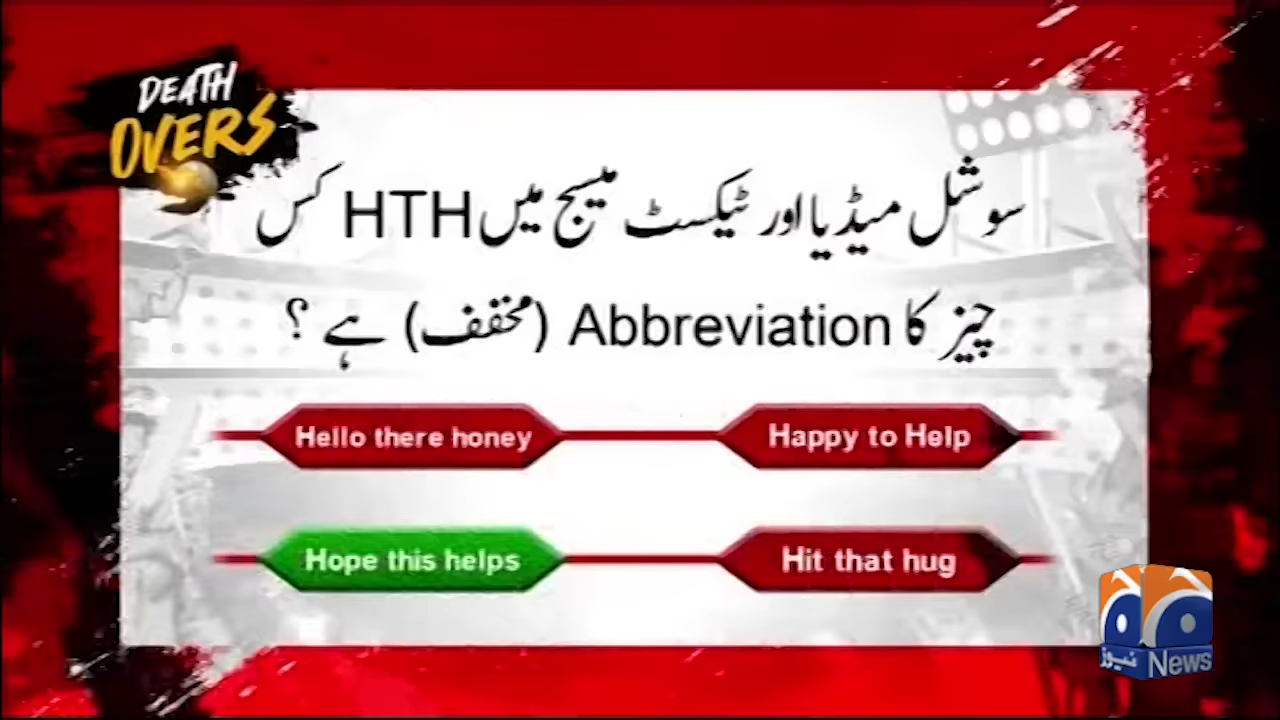 DEATH
OVERS
سوشل میڈیا اور ٹیکسٹ میسج میں HTH کس
چیز کا Abbreviation (مخفف) ہے ؟
Hello there honey
Happy to Help
Hope this helps
Hit that hug
نیوز News